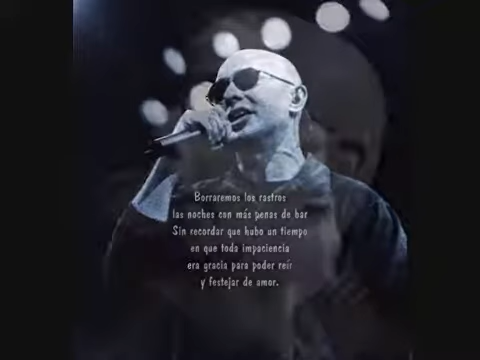 Borraremos los rastros
las noches con más penas de bar
Sin recordar que hubo un tiempo
en que toda impaciencia
era gracia para poder reír
y festejar de amor.